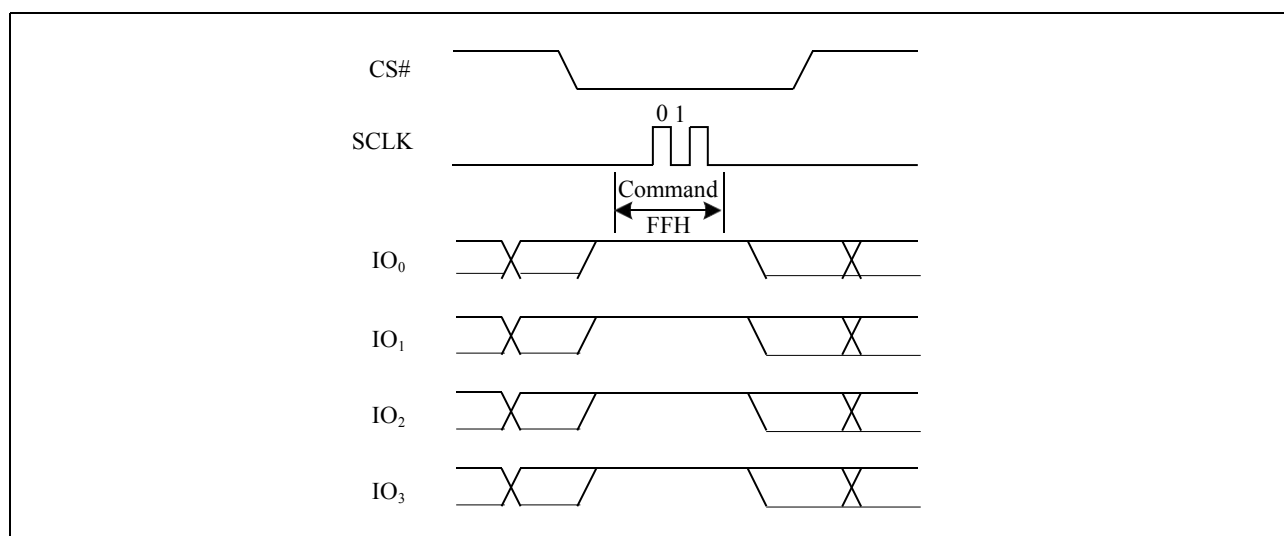 CS#
0 1
SCLK
Command
FFH
IO₀
IO₁
IO₂
IO₃